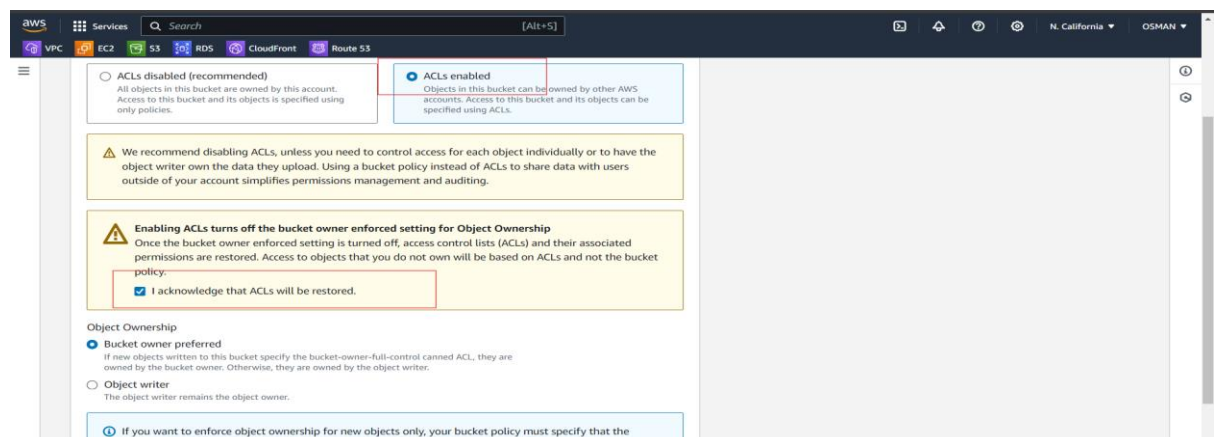 aws Services Search [Alt+S] N. California OSMAN
VPC EC2 S3 RDS CloudFront Route 53
ACLs disabled (recommended)
All objects in this bucket are owned by this account.
Access to this bucket and its objects is specified using
only policies.
ACLs enabled
Objects in this bucket can be owned by other AWS
accounts. Access to this bucket and its objects can be
specified using ACLs.
We recommend disabling ACLs, unless you need to control access for each object individually or to have the
object writer own the data they upload. Using a bucket policy instead of ACLs to share data with users
outside of your account simplifies permissions management and auditing.
Enabling ACLs turns off the bucket owner enforced setting for Object Ownership
Once the bucket owner enforced setting is turned off, access control lists (ACLs) and their associated
permissions are restored. Access to objects that you do not own will be based on ACLs and not the bucket
policy.
I acknowledge that ACLs will be restored.
Object Ownership
Bucket owner preferred
If new objects written to this bucket specify the bucket-owner-full-control canned ACL, they are
owned by the bucket owner. Otherwise, they are owned by the object writer.
Object writer
The object writer remains the object owner.
If you want to enforce object ownership for new objects only, your bucket policy must specify that the